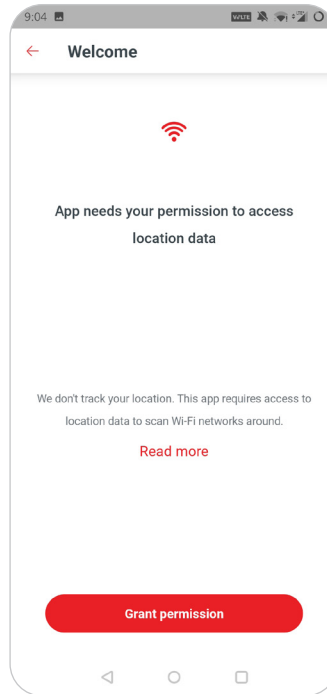 9:04
Welcome
App needs your permission to access
location data
We don't track your location. This app requires access to
location data to scan Wi-Fi networks around.
Read more
Grant permission